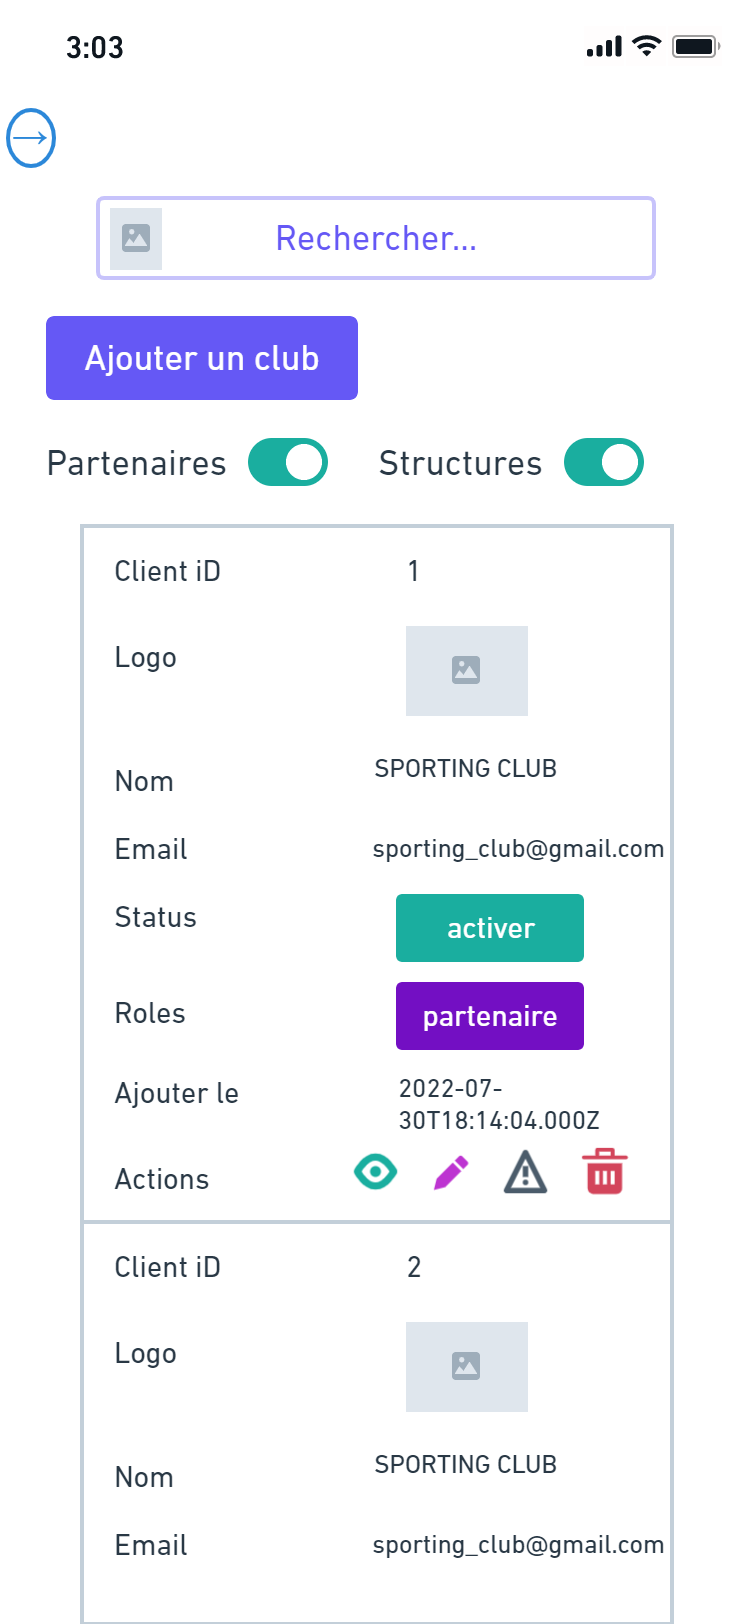 3:03
Rechercher...
Ajouter un club
Partenaires Structures
Client iD 1
Logo
Nom SPORTING CLUB
Email sporting_club@gmail.com
Status activer
Roles partenaire
Ajouter le 2022-07-
30T18:14:04.000Z
Actions
Client iD 2
Logo
Nom SPORTING CLUB
Email sporting_club@gmail.com